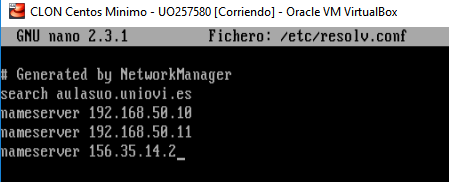 CLON Centos Minimo - UO257580 [Corriendo] - Oracle VM VirtualBox
GNU nano 2.3.1 Fichero: /etc/resolv.conf
# Generated by NetworkManager
search aulasuo.uniovi.es
nameserver 192.168.50.10
nameserver 192.168.50.11
nameserver 156.35.14.2_